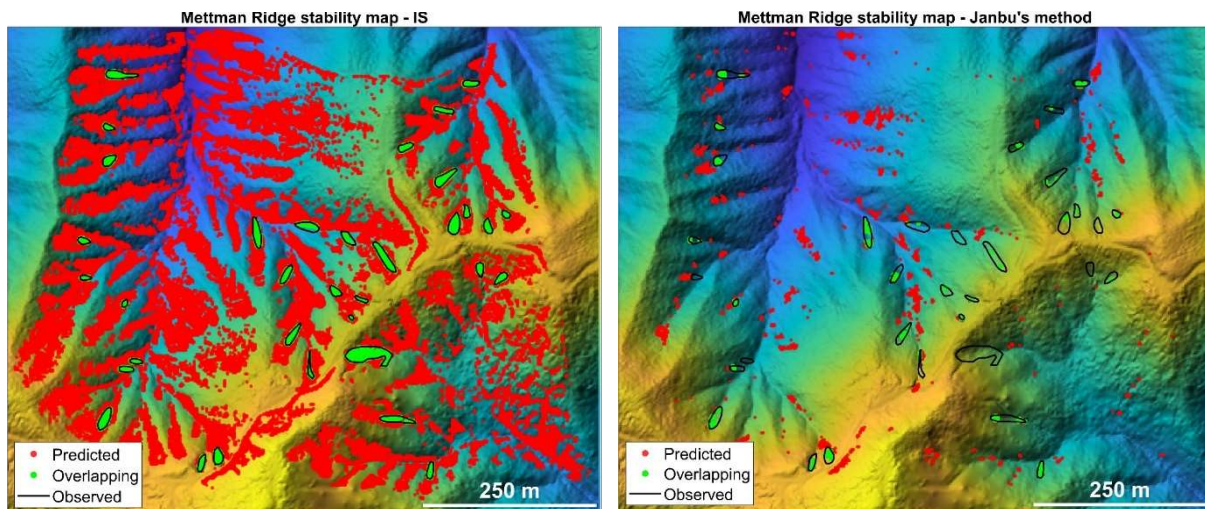 Mettman Ridge stability map - IS
Predicted
Overlapping
Observed
250 m
Mettman Ridge stability map - Janbu's method
Predicted
Overlapping
Observed
250 m